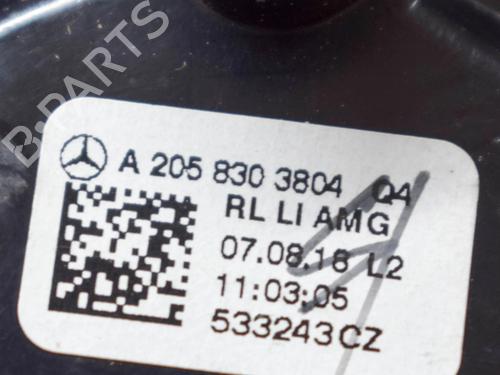 B-PARTS
A 205 830 3804 Q4
RL LI AMG
07.08.18 L2
11:03:05
533243CZ